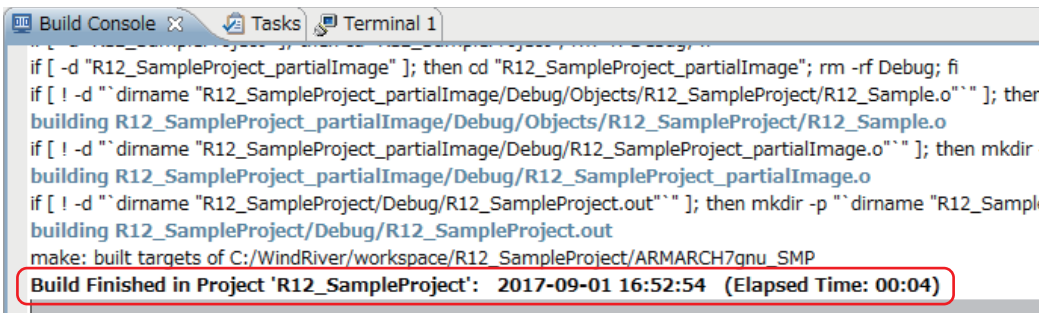 Build Console Tasks Terminal 1
if [ -d "R12_SampleProject_partialImage" ]; then cd "R12_SampleProject_partialImage"; rm -rf Debug; fi
if [ ! -d "`dirname "R12_SampleProject_partialImage/Debug/Objects/R12_SampleProject/R12_Sample.o"`" ]; then
building R12_SampleProject_partialImage/Debug/Objects/R12_SampleProject/R12_Sample.o
if [ ! -d "`dirname "R12_SampleProject_partialImage/Debug/R12_SampleProject_partialImage.o"`" ]; then mkdir
building R12_SampleProject_partialImage/Debug/R12_SampleProject_partialImage.o
if [ ! -d "`dirname "R12_SampleProject/Debug/R12_SampleProject.out"`" ]; then mkdir -p "`dirname "R12_Sample
building R12_SampleProject/Debug/R12_SampleProject.out
make: built targets of C:/WindRiver/workspace/R12_SampleProject/ARMARCH7gnu_SMP
Build Finished in Project 'R12_SampleProject': 2017-09-01 16:52:54 (Elapsed Time: 00:04)